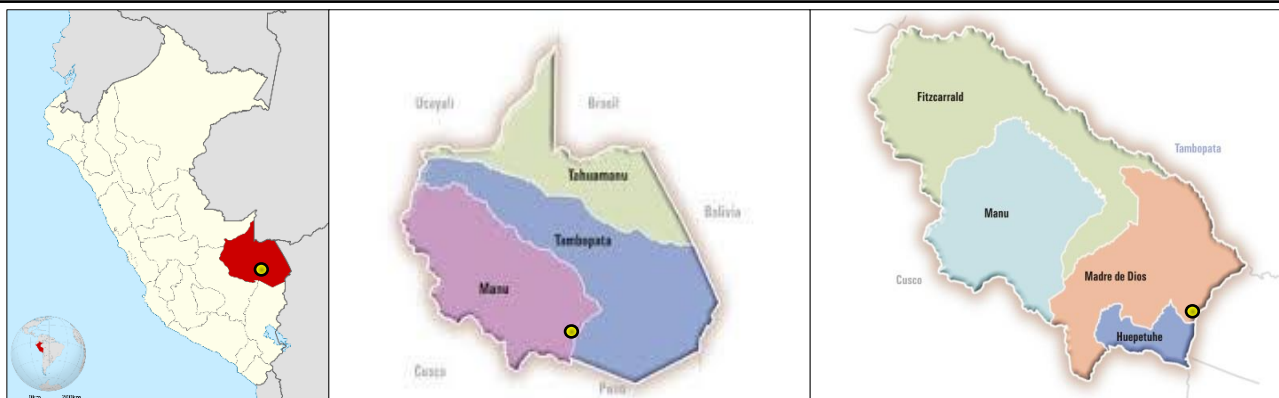 Ucayali
Brasil
Tahuamanu
Bolivia
Tambopata
Manu
Cusco
Puno
Fitzcarrald
Tambopata
Manu
Cusco
Madre de Dios
Huepetuhe